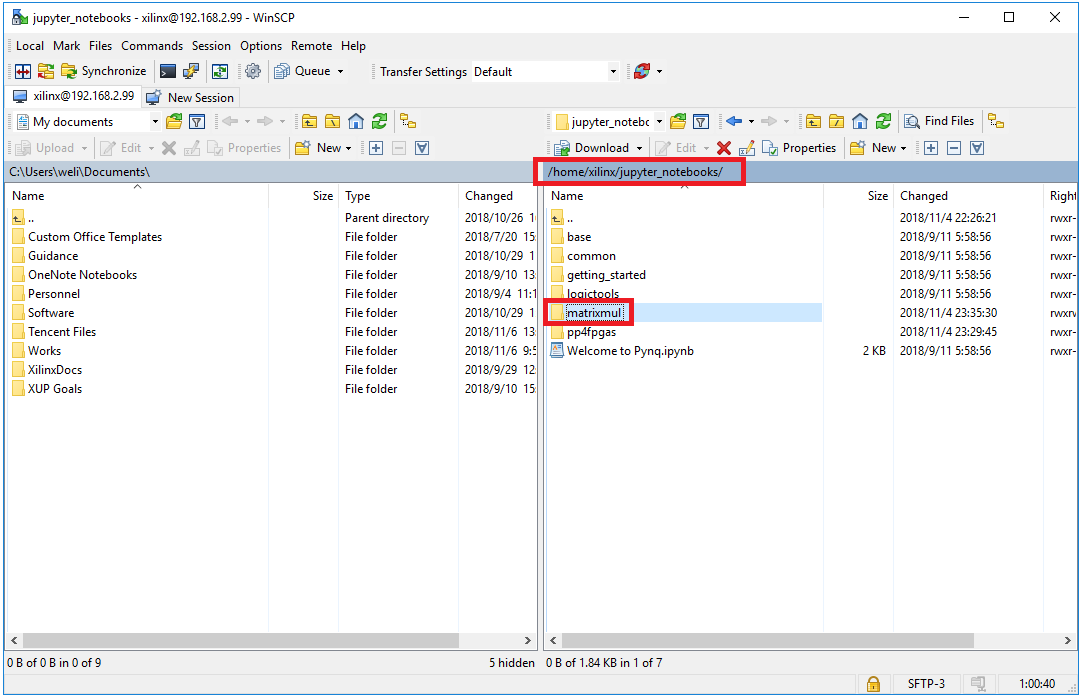 jupyter_notebooks - xilinx@192.168.2.99 - WinSCP
Local Mark Files Commands Session Options Remote Help
Synchronize Queue Transfer Settings Default
xilinx@192.168.2.99 New Session
My documents jupyter_notebc Find Files
Upload Edit Properties New Download Edit Properties New
C:\Users\weli\Documents\ /home/xilinx/jupyter_notebooks/
Name Size Type Changed Name Size Changed Right
.. Parent directory 2018/10/26 1 .. 2018/11/4 22:26:21 rwxr-
Custom Office Templates File folder 2018/7/20 15: base 2018/9/11 5:58:56 rwxr-
Guidance File folder 2018/10/29 1 common 2018/9/11 5:58:56 rwxr-
OneNote Notebooks File folder 2018/9/10 13: getting_started 2018/9/11 5:58:56 rwxr-
Personnel File folder 2018/9/4 11:1 logictools 2018/9/11 5:58:56 rwxr-
Software File folder 2018/10/29 1 matrixmul 2018/11/4 23:35:30 rwxrv
Tencent Files File folder 2018/11/6 13: pp4fpgas 2018/11/4 23:29:45 rwxr-
Works File folder 2018/11/6 9:5 Welcome to Pynq.ipynb 2 KB 2018/9/11 5:58:56 rwxr-
XilinxDocs File folder 2018/9/29 12:
XUP Goals File folder 2018/9/10 15:
0 B of 0 B in 0 of 9 5 hidden 0 B of 1.84 KB in 1 of 7
SFTP-3 1:00:40